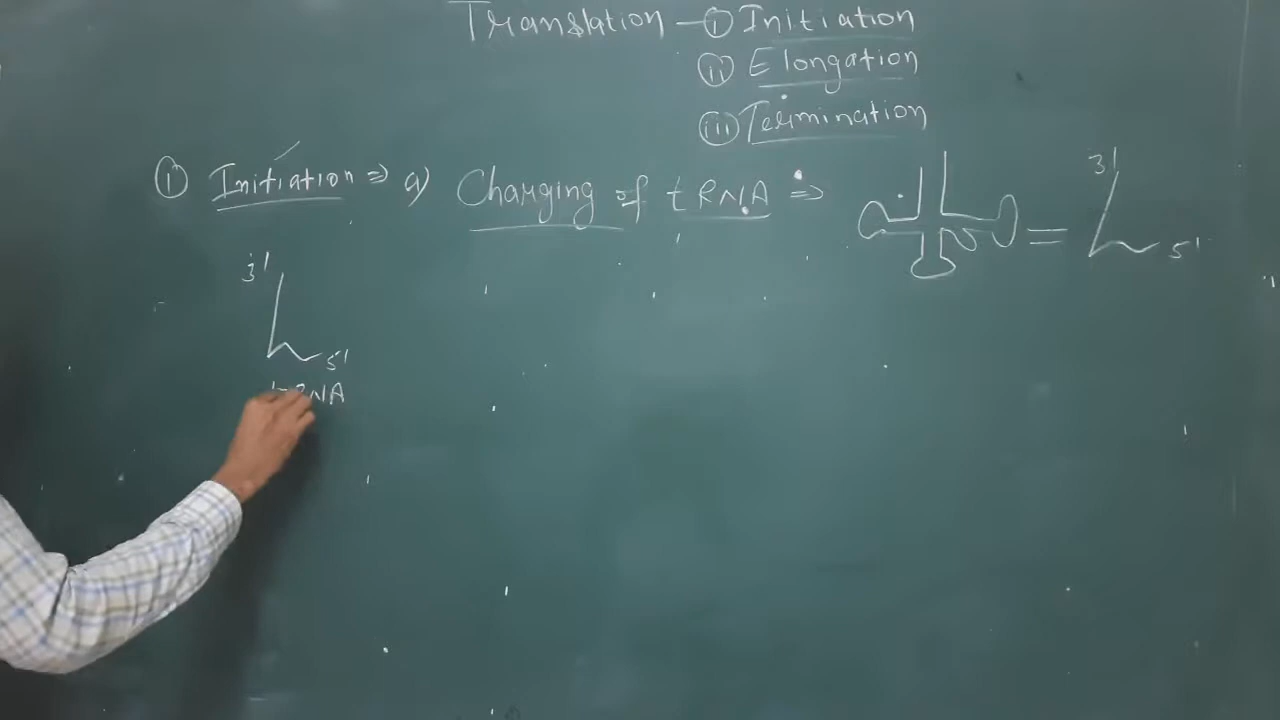 Translation – (i) Initiation
(ii) Elongation
(iii) Termination
(i) Initiation ⇒ a) Charging of tRNA ⇒
=
3'
5'
3'
5'
tRNA